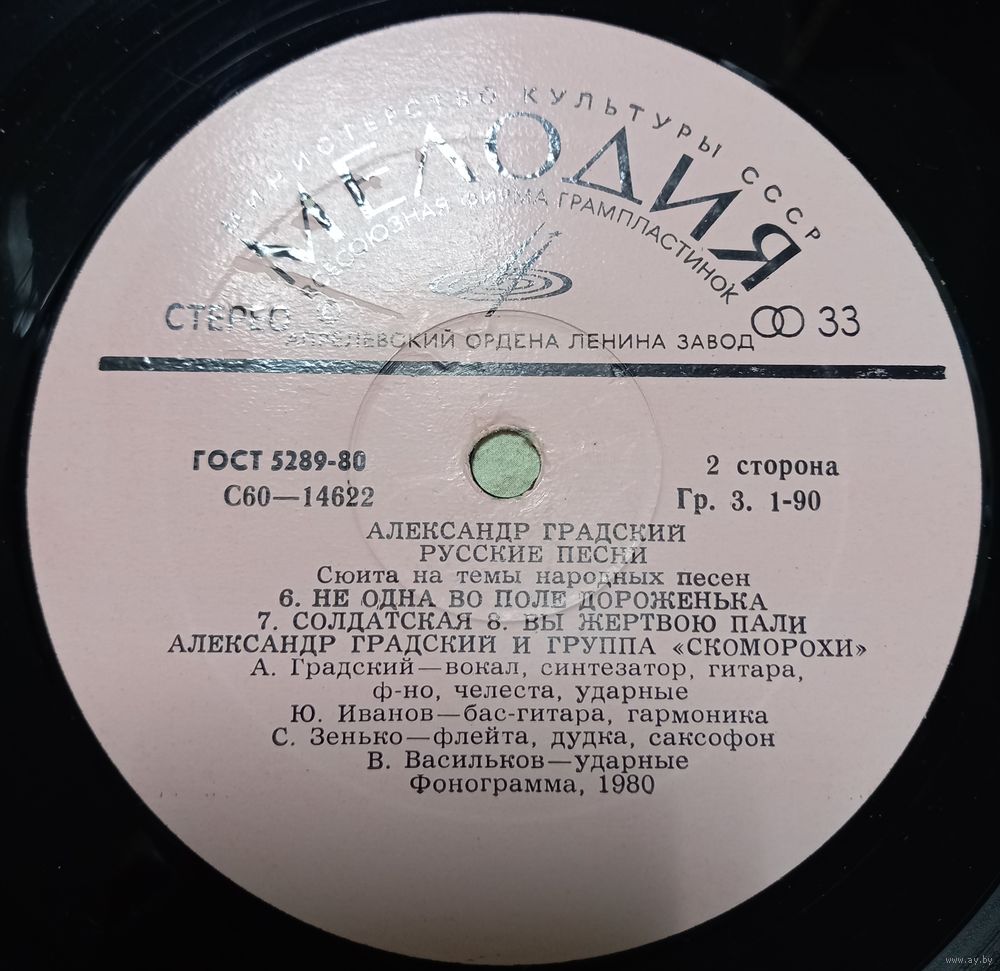 МИНИСТЕРСТВО КУЛЬТУРЫ СССР
МЕЛОДИЯ
ВСЕСОЮЗНАЯ ФИРМА ГРАМПЛАСТИНОК
СТЕРЕО 33
АПРЕЛЕВСКИЙ ОРДЕНА ЛЕНИНА ЗАВОД
ГОСТ 5289-80 2 сторона
С60—14622 Гр. 3. 1-90
АЛЕКСАНДР ГРАДСКИЙ
РУССКИЕ ПЕСНИ
Сюита на темы народных песен
6. НЕ ОДНА ВО ПОЛЕ ДОРОЖЕНЬКА
7. СОЛДАТСКАЯ 8. ВЫ ЖЕРТВОЮ ПАЛИ
АЛЕКСАНДР ГРАДСКИЙ И ГРУППА «СКОМОРОХИ»
А. Градский—вокал, синтезатор, гитара,
ф-но, челеста, ударные
Ю. Иванов—бас-гитара, гармоника
С. Зенько—флейта, дудка, саксофон
В. Васильков—ударные
Фонограмма, 1980
www.ay.by